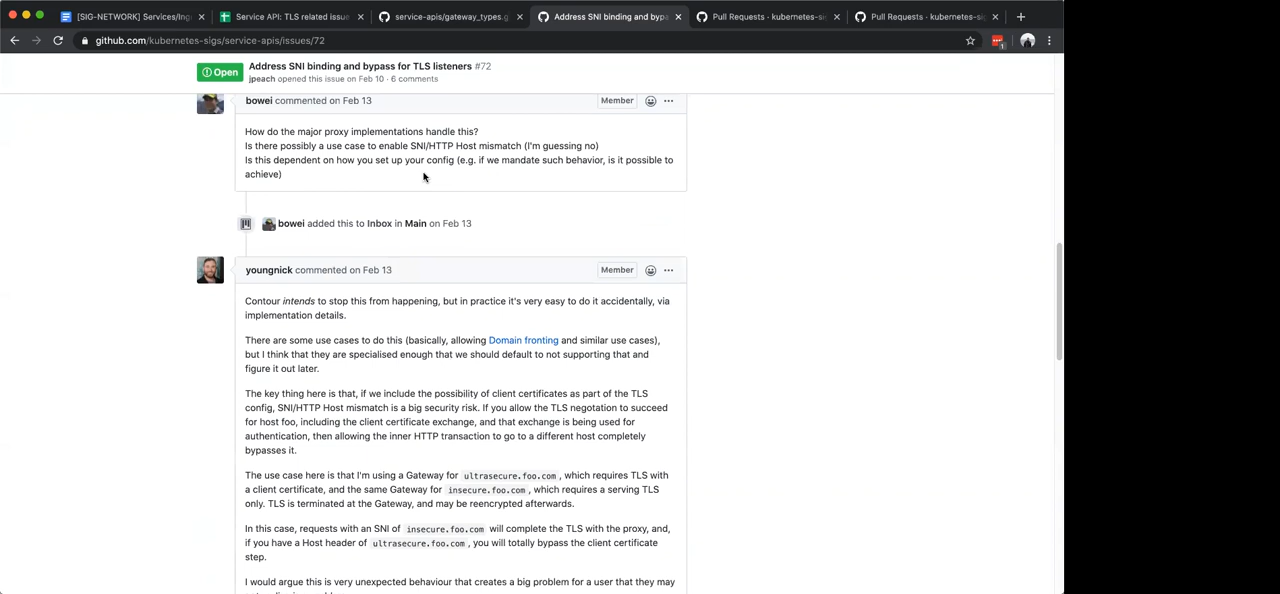 [SIG-NETWORK] Services/Ing
Service API: TLS related issue
service-apis/gateway_types.g
Address SNI binding and bypa
Pull Requests · kubernetes-si
Pull Requests · kubernetes-sig
github.com/kubernetes-sigs/service-apis/issues/72
Open
Address SNI binding and bypass for TLS listeners #72
jpeach opened this issue on Feb 10 · 6 comments
bowei commented on Feb 13
Member
How do the major proxy implementations handle this?
Is there possibly a use case to enable SNI/HTTP Host mismatch (I'm guessing no)
Is this dependent on how you set up your config (e.g. if we mandate such behavior, is it possible to
achieve)
bowei added this to Inbox in Main on Feb 13
youngnick commented on Feb 13
Member
Contour intends to stop this from happening, but in practice it's very easy to do it accidentally, via
implementation details.
There are some use cases to do this (basically, allowing Domain fronting and similar use cases),
but I think that they are specialised enough that we should default to not supporting that and
figure it out later.
The key thing here is that, if we include the possibility of client certificates as part of the TLS
config, SNI/HTTP Host mismatch is a big security risk. If you allow the TLS negotation to succeed
for host foo, including the client certificate exchange, and that exchange is being used for
authentication, then allowing the inner HTTP transaction to go to a different host completely
bypasses it.
The use case here is that I'm using a Gateway for ultrasecure.foo.com, which requires TLS with
a client certificate, and the same Gateway for insecure.foo.com, which requires a serving TLS
only. TLS is terminated at the Gateway, and may be reencrypted afterwards.
In this case, requests with an SNI of insecure.foo.com will complete the TLS with the proxy, and,
if you have a Host header of ultrasecure.foo.com, you will totally bypass the client certificate
step.
I would argue this is very unexpected behaviour that creates a big problem for a user that they may